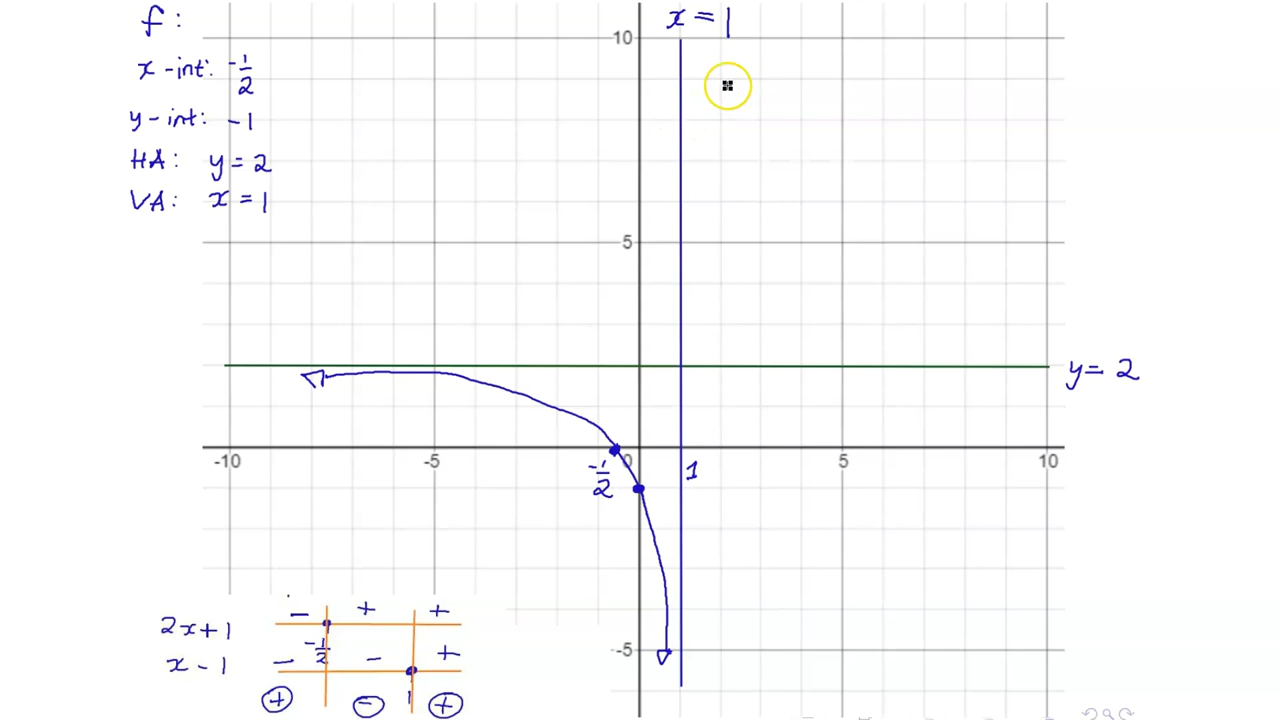 f:
x = 1
x-int: -1/2
y-int: -1
HA: y = 2
VA: x = 1
10
5
y = 2
-10
-5
0
5
10
-1/2
1
-5
- + +
2x+1
-1/2
x-1
- - +
1
+ - +